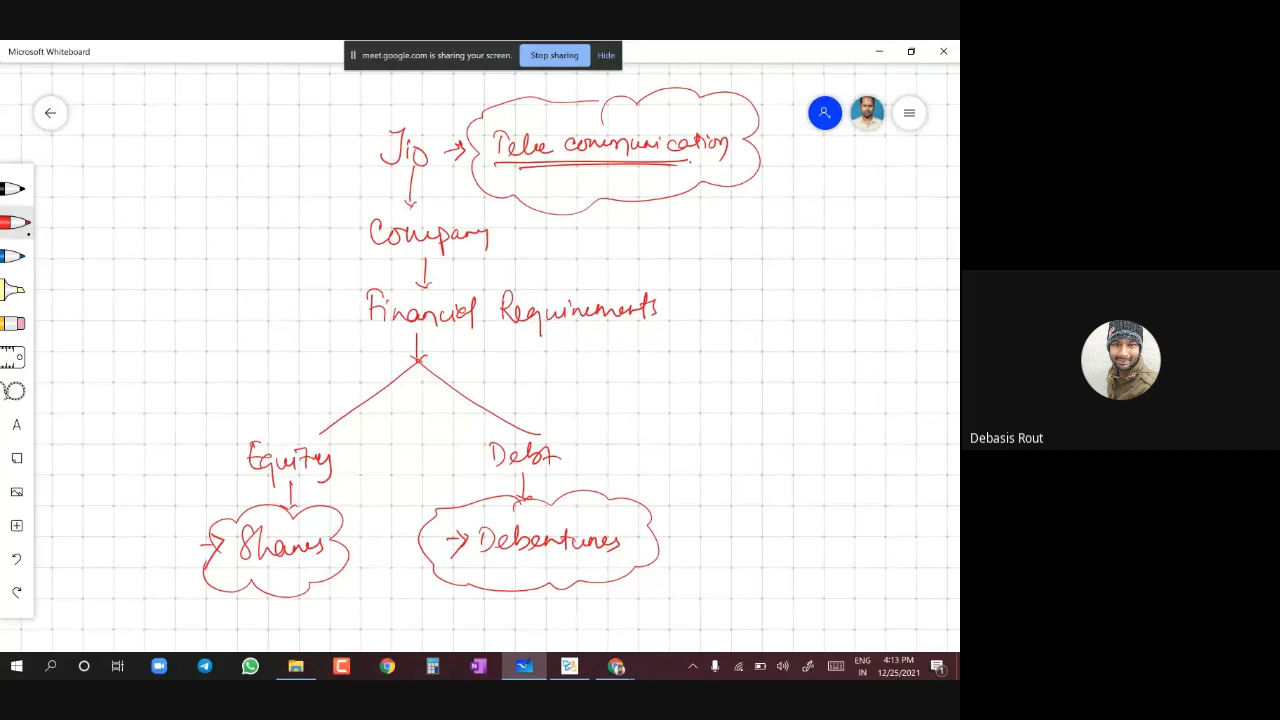 Microsoft Whiteboard
meet.google.com is sharing your screen.
Stop sharing
Hide
Jio → Tele communication
Company
Financial Requirements
Equity
Debt
→ Shares
→ Debentures
Debasis Rout
A
ENG
IN
4:13 PM
12/25/2021
1